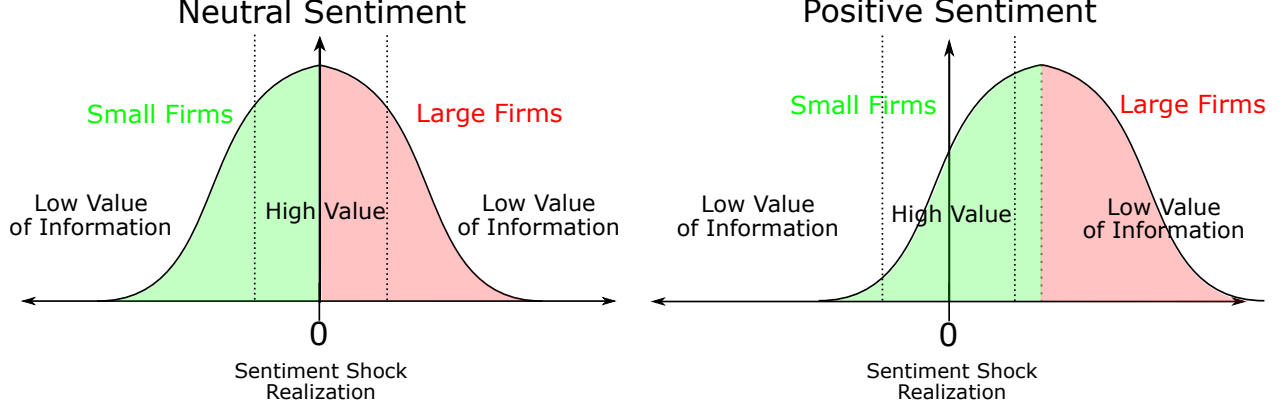 Neutral Sentiment
Small Firms
Large Firms
Low Value
of Information
High Value
Low Value
of Information
0
Sentiment Shock
Realization
Positive Sentiment
Small Firms
Large Firms
Low Value
of Information
High Value
Low Value
of Information
0
Sentiment Shock
Realization